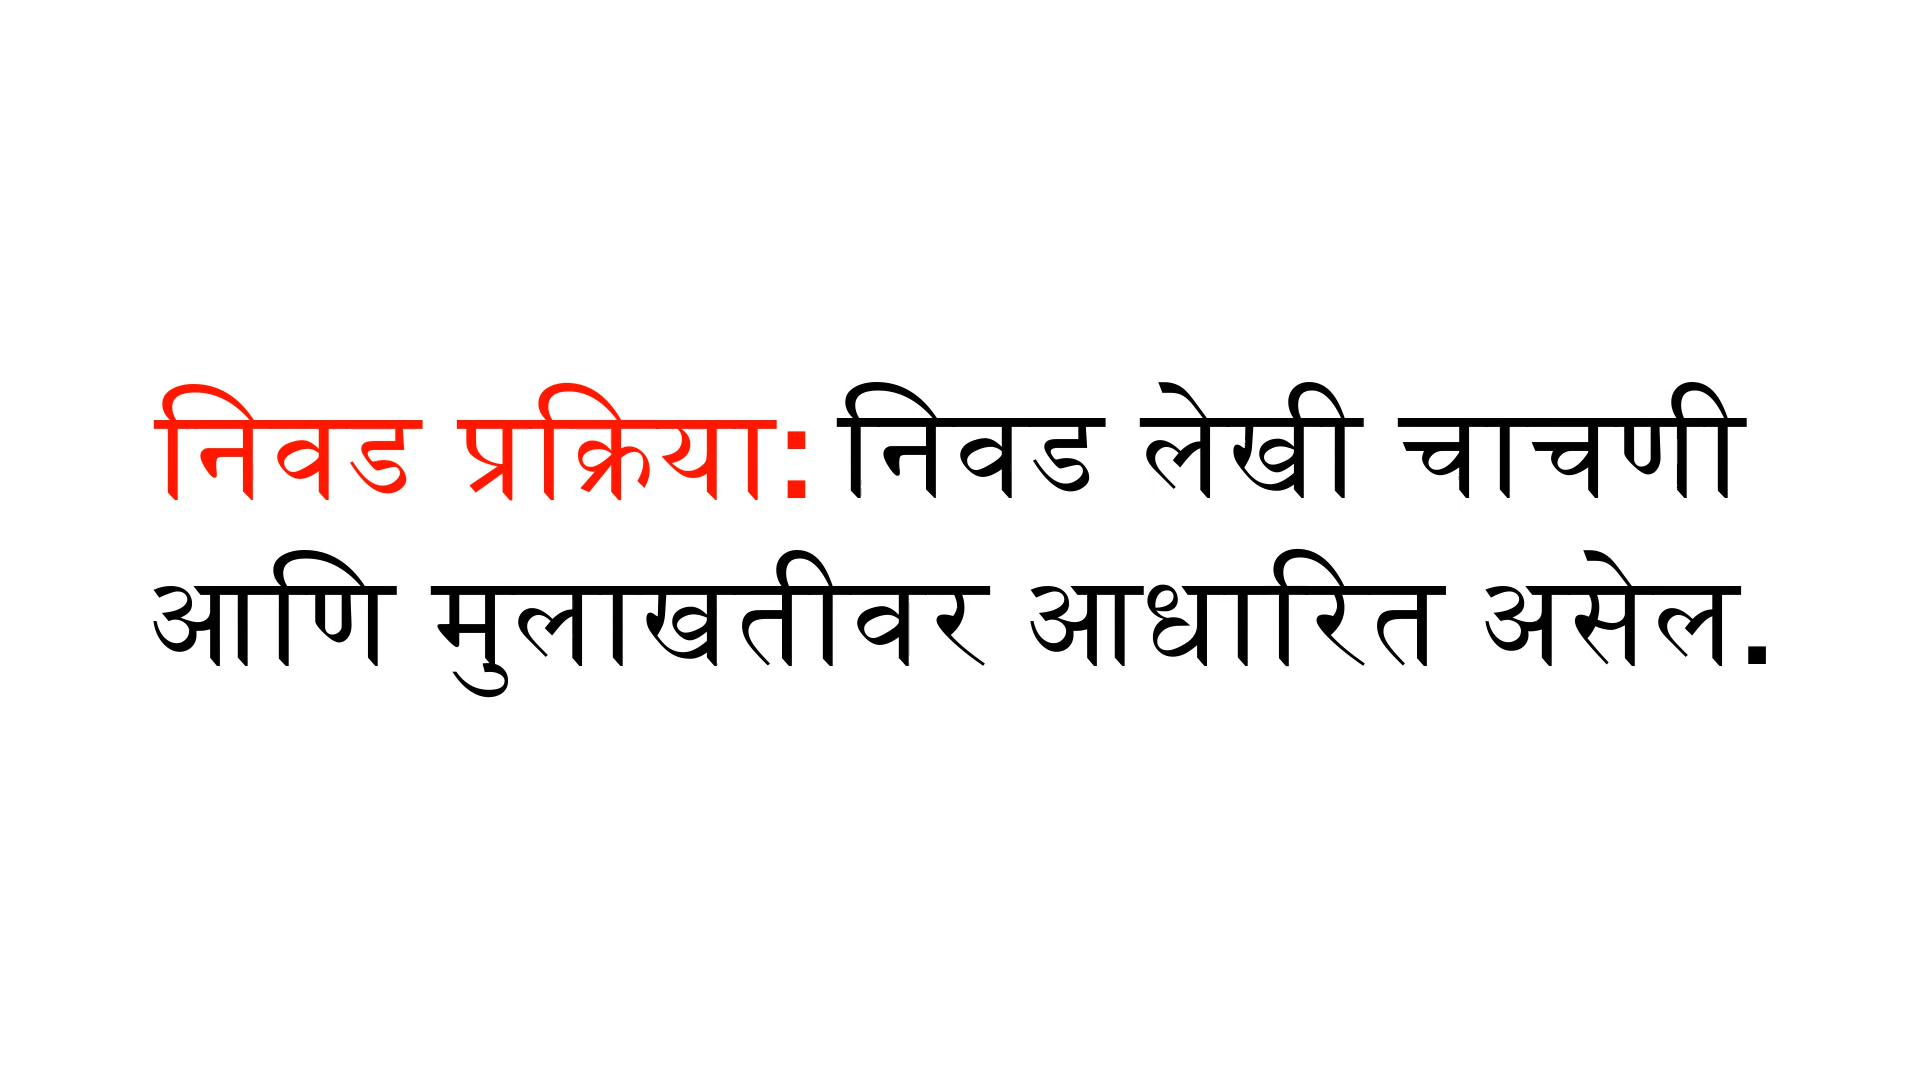 निवड प्रक्रिया: निवड लेखी चाचणी
आणि मुलाखतीवर आधारित असेल.